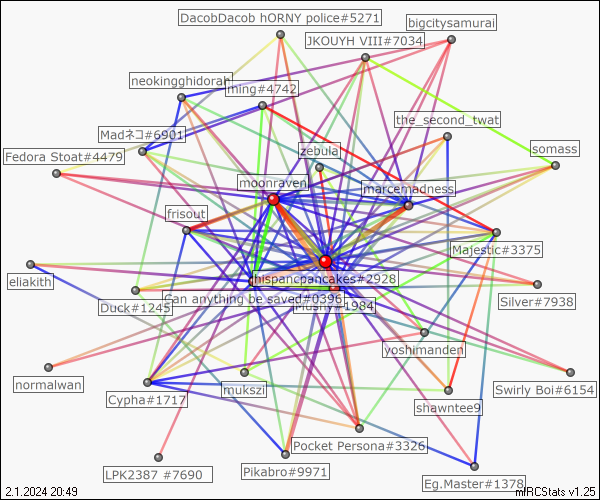 DacobDacob hORNY police#5271
bigcitysamurai
JKOUYH VIII#7034
neokingghidorah
ming#4742
the_second_twat
Madネコ#6901
somass
zebula
Fedora Stoat#4479
moonraven
marcemadness
frisout
Majestic#3375
hispancpancakes#2928
eliakith
Can anything be saved#0396
Silver#7938
Duck#1245
Mushy#1984
yoshimanden
normalwan
mukszi
Swirly Boi#6154
Cypha#1717
shawntee9
Pocket Persona#3326
LPK2387 #7690
Pikabro#9971
Eg.Master#1378
2.1.2024 20:49
mIRCStats v1.25